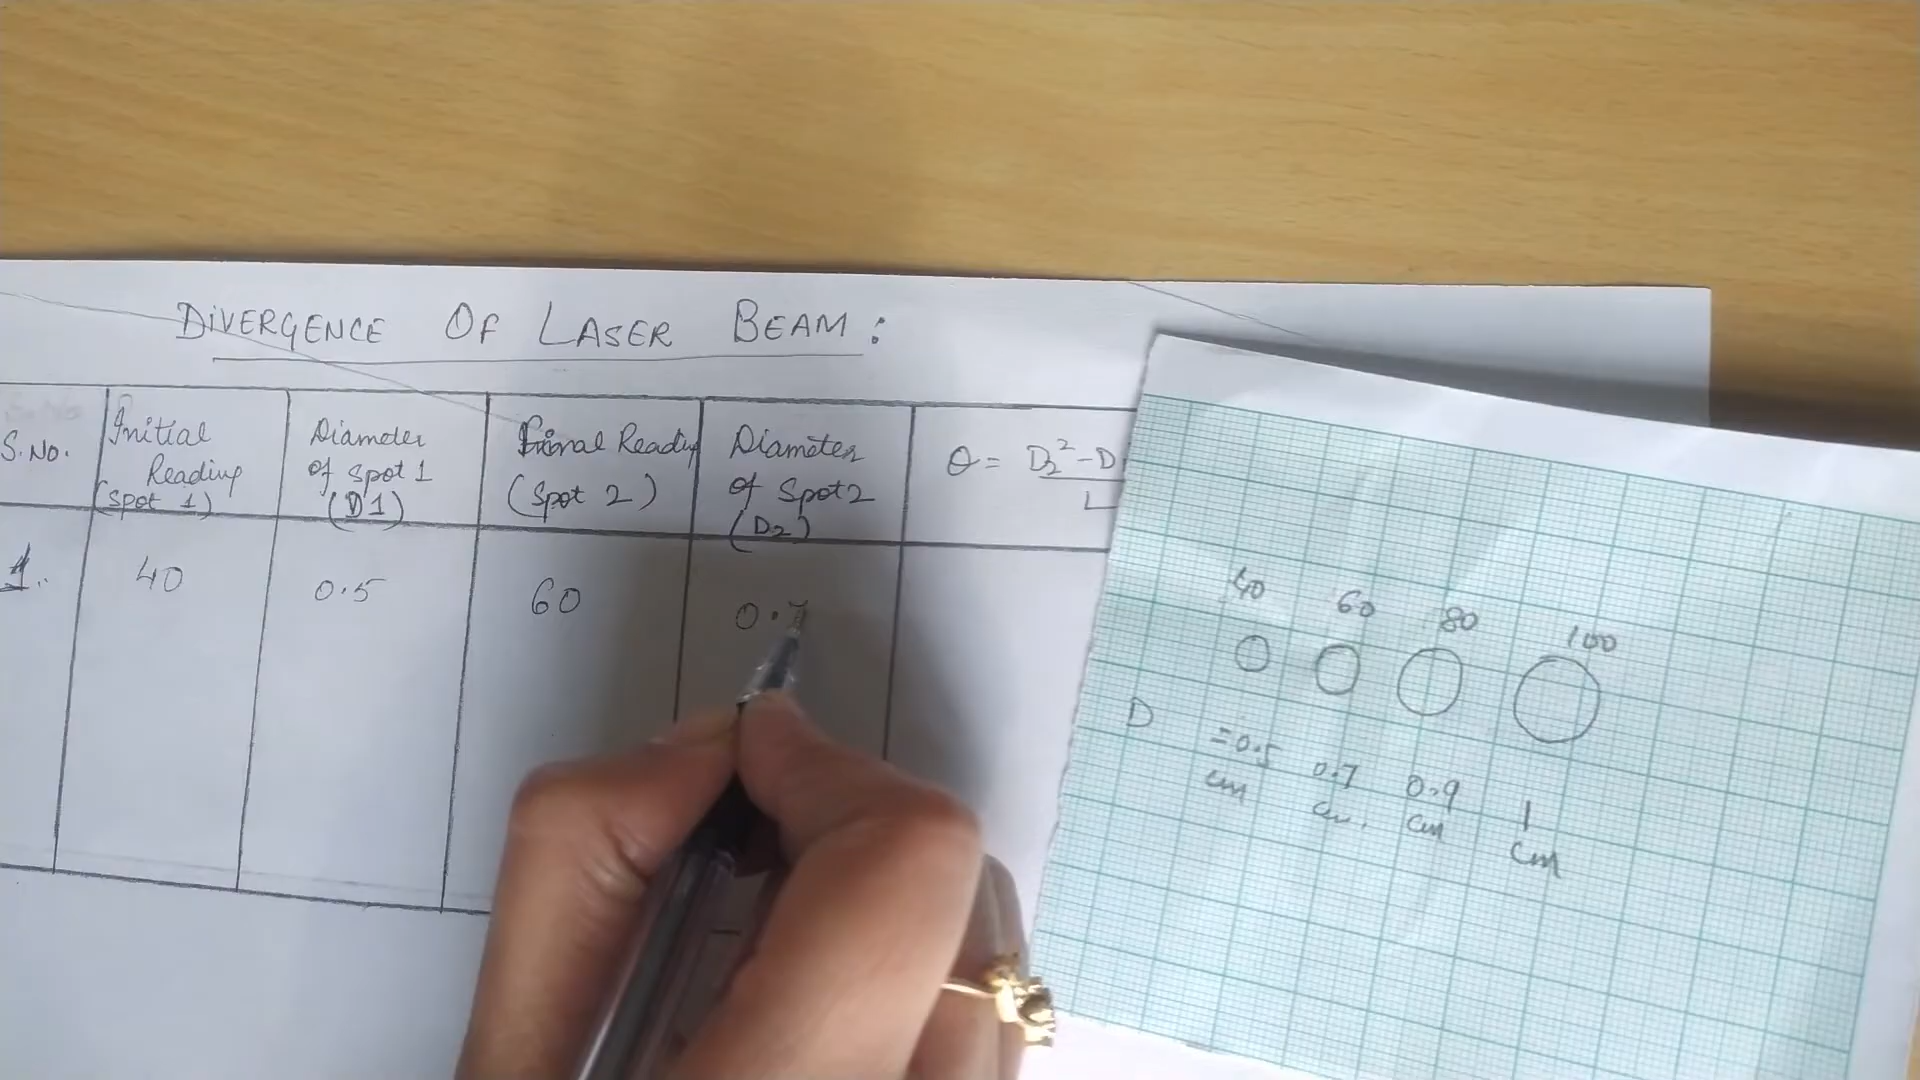 DIVERGENCE OF LASER BEAM:
S.No.
Initial
Reading
(Spot 1)
Diameter
of spot 1
(D1)
Final Reading
(Spot 2)
Diameter
of Spot2
(D2)
θ = D2² - D
L
1.
40
0.5
60
0.7
40 60 80 100
D =0.5 0.7 0.9 1
cm cm. cm cm